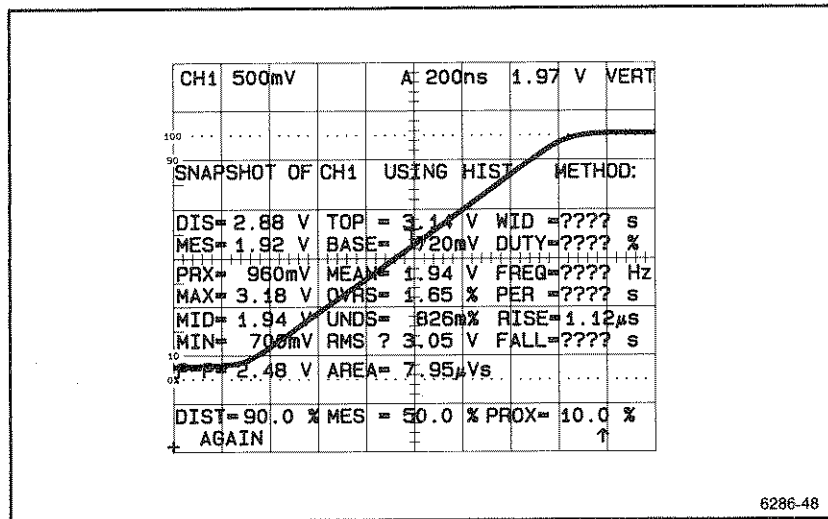 CH1 500mV A 200ns 1.97 V VERT
100
90
SNAPSHOT OF CH1 USING HIST METHOD:
DIS= 2.88 V TOP = 3.14 V WID =???? s
MES= 1.92 V BASE= 720mV DUTY=???? %
PRX= 960mV MEAN= 1.94 V FREQ=???? Hz
MAX= 3.18 V OVRS= 1.65 % PER =???? s
MID= 1.94 V UNDS= 826m% RISE=1.12μs
MIN= 700mV RMS ? 3.05 V FALL=???? s
10
2.48 V AREA= 7.95μVs
0%
DIST=90.0 % MES = 50.0 % PROX= 10.0 %
AGAIN ↑
6286-48